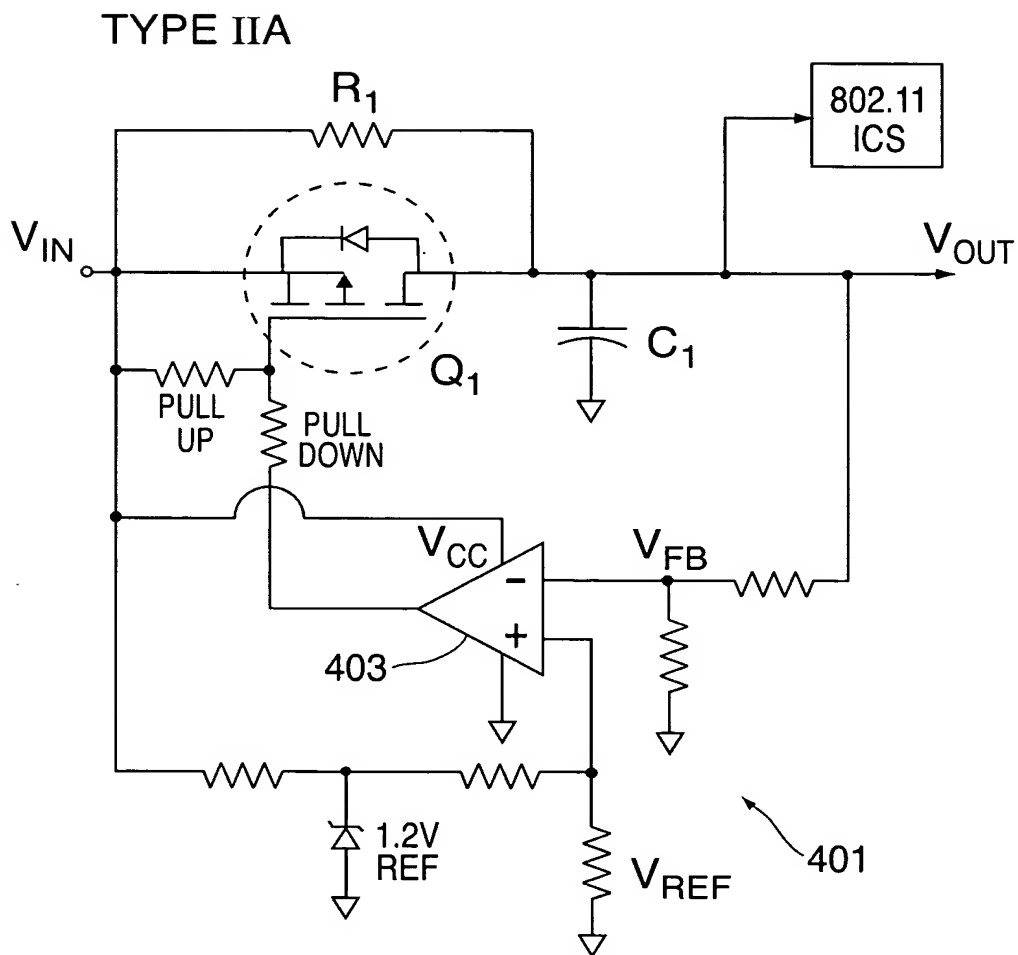 TYPE IIA
R1
802.11
ICS
VIN
VOUT
Q1
C1
PULL
UP
PULL
DOWN
VCC
VFB
-
+
403
1.2V
REF
VREF
401